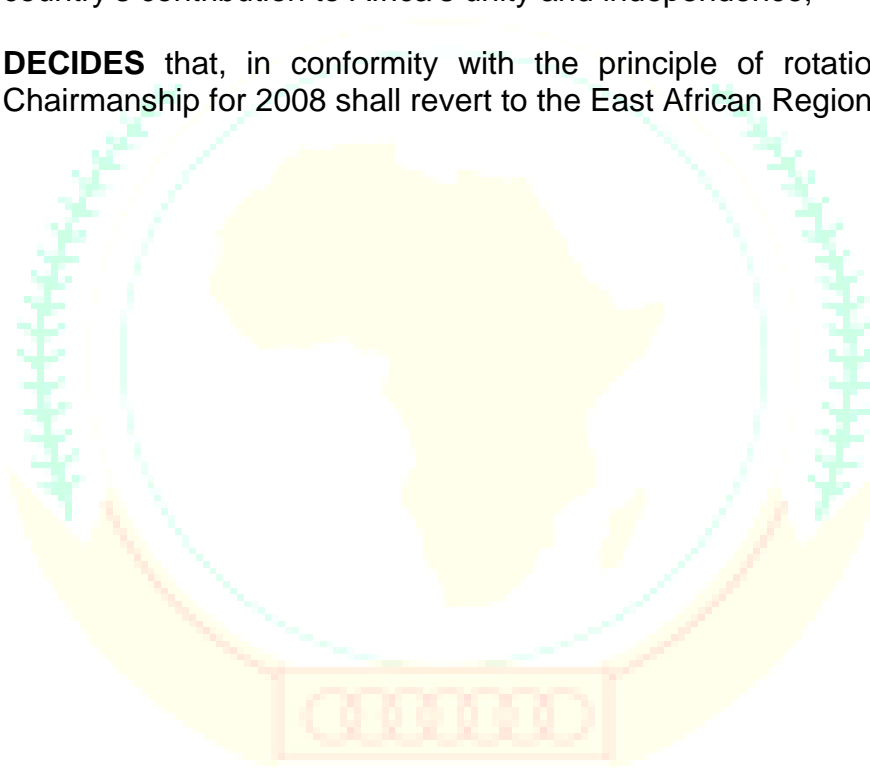 country's contribution to Africa's unity and independence;
DECIDES that, in conformity with the principle of rotatio
Chairmanship for 2008 shall revert to the East African Region